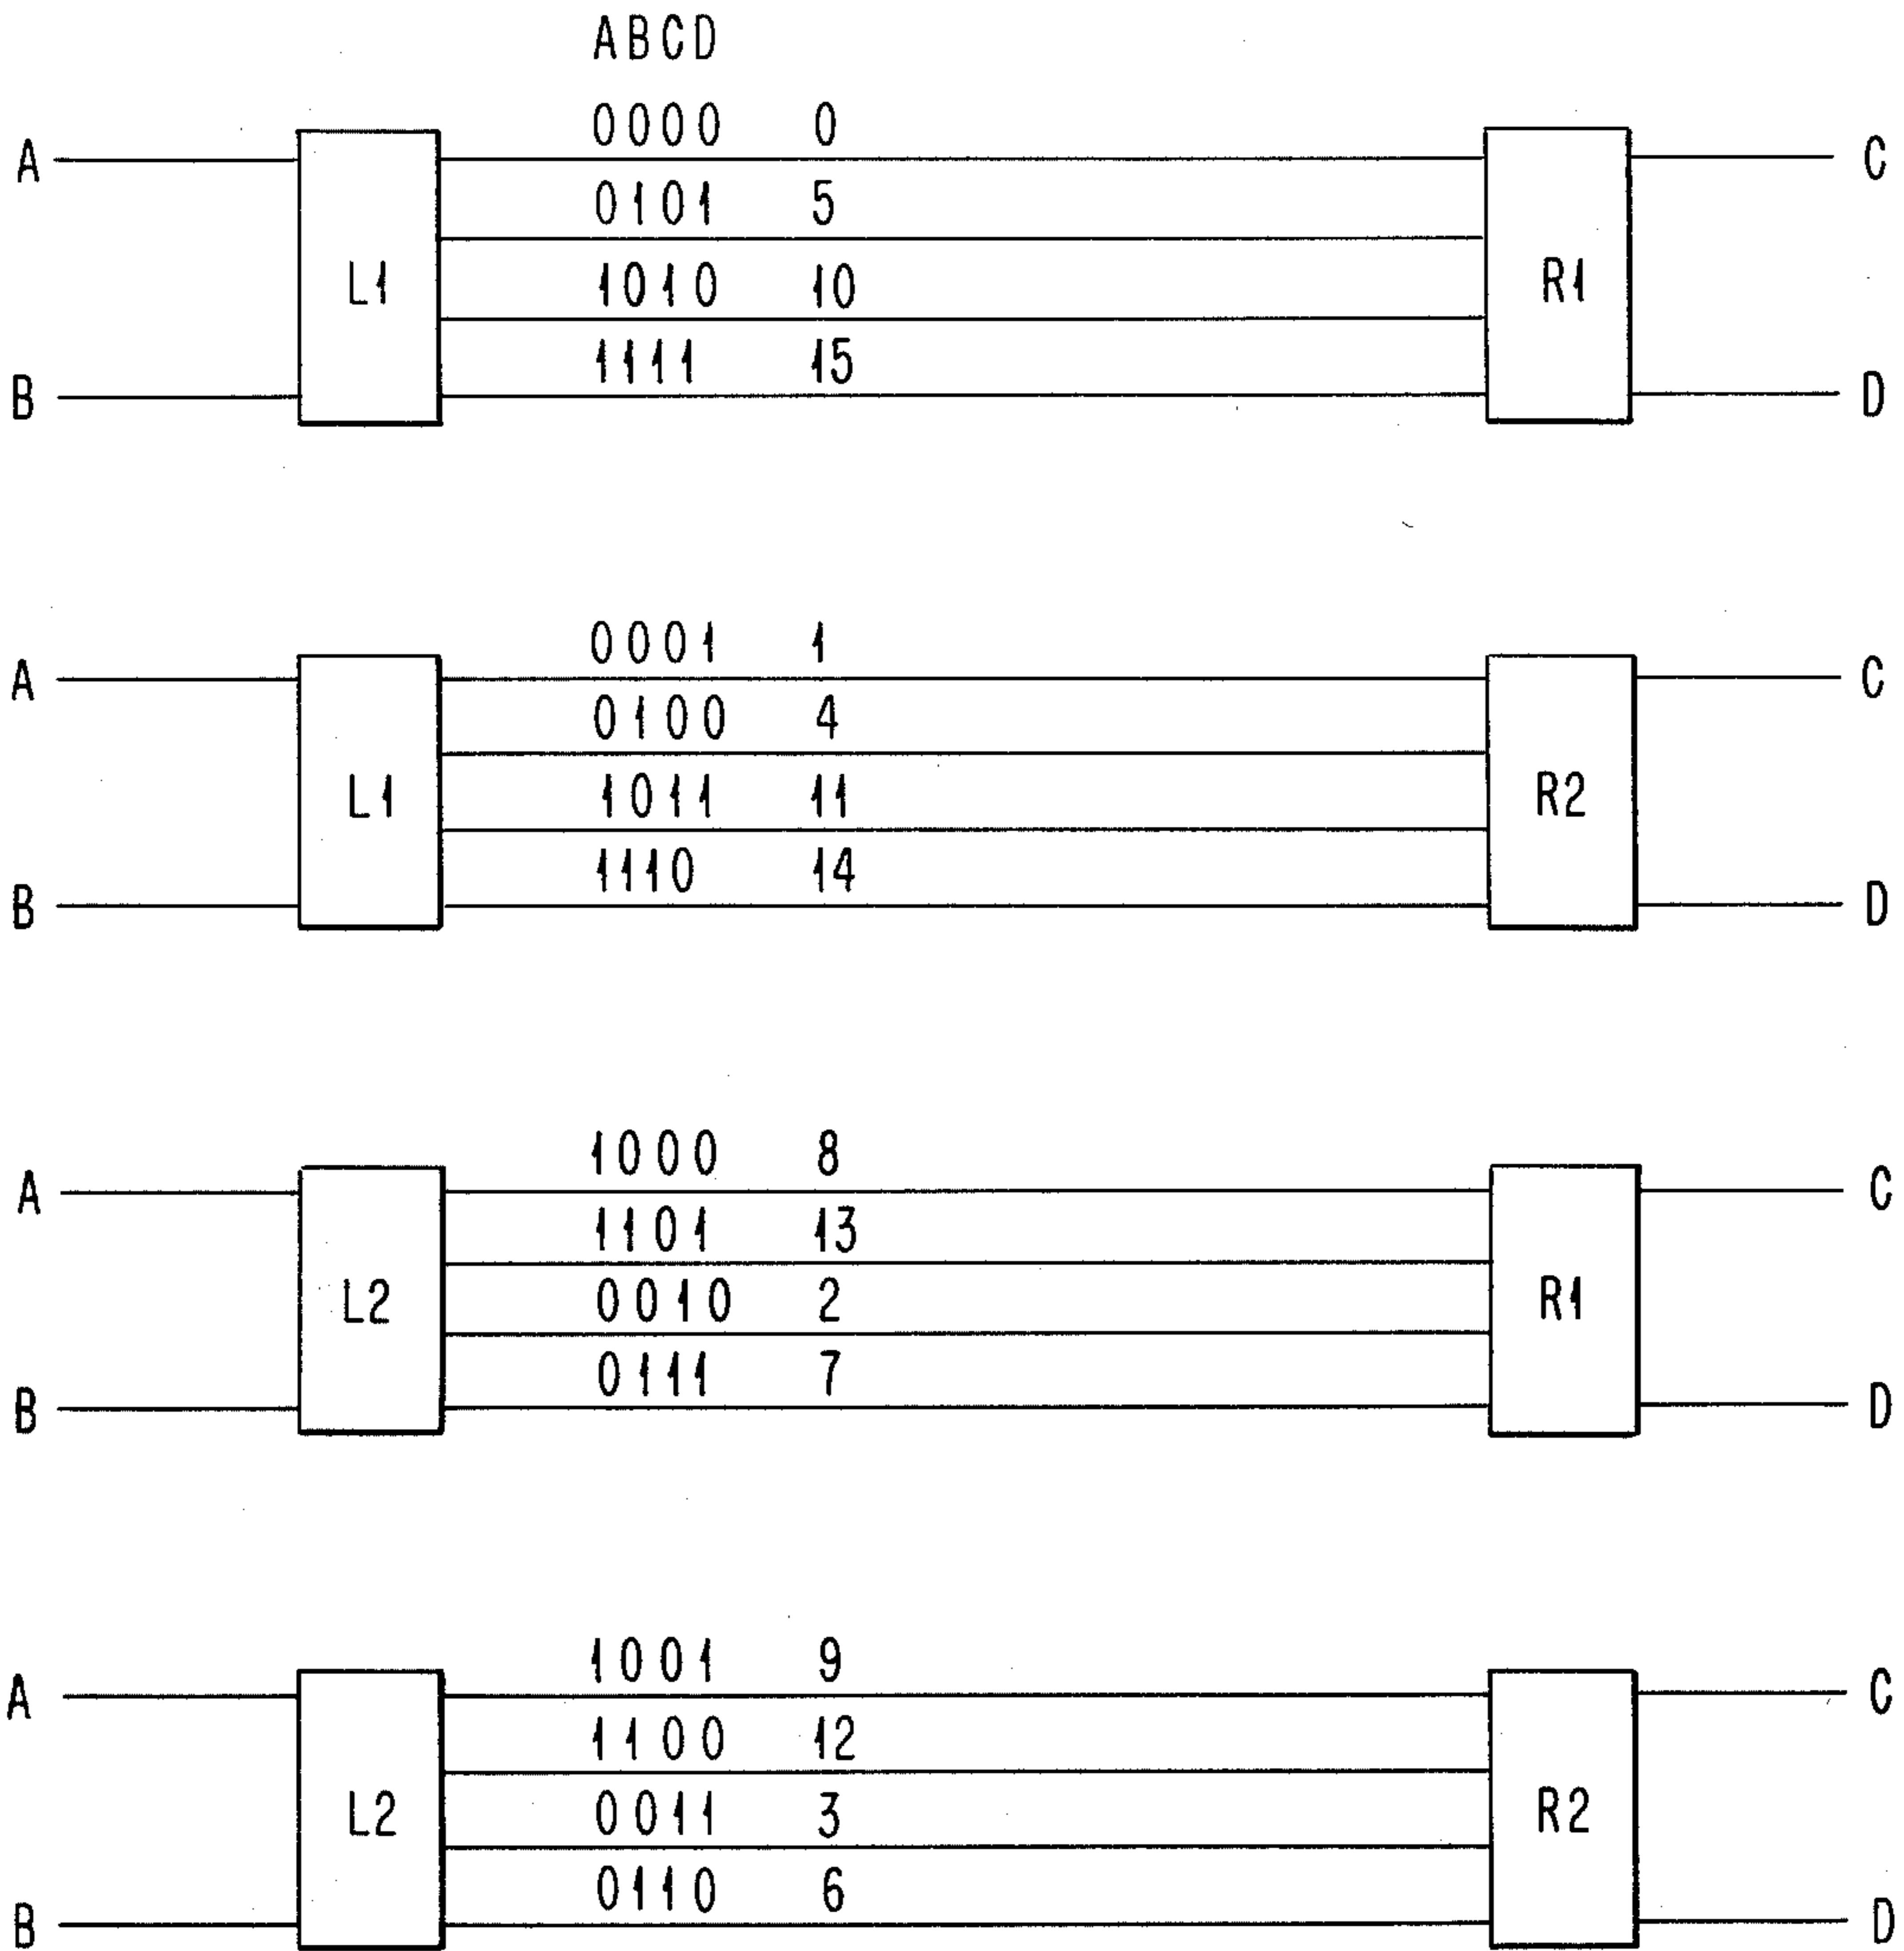 ABCD
0000 0
A C
0101 5
L1 1010 10 R1
1111 15
B D
0001 1
A C
0100 4
L1 1011 11 R2
1110 14
B D
1000 8
A C
1101 13
L2 0010 2 R1
0111 7
B D
1001 9
A C
1100 12
L2 0011 3 R2
0110 6
B D